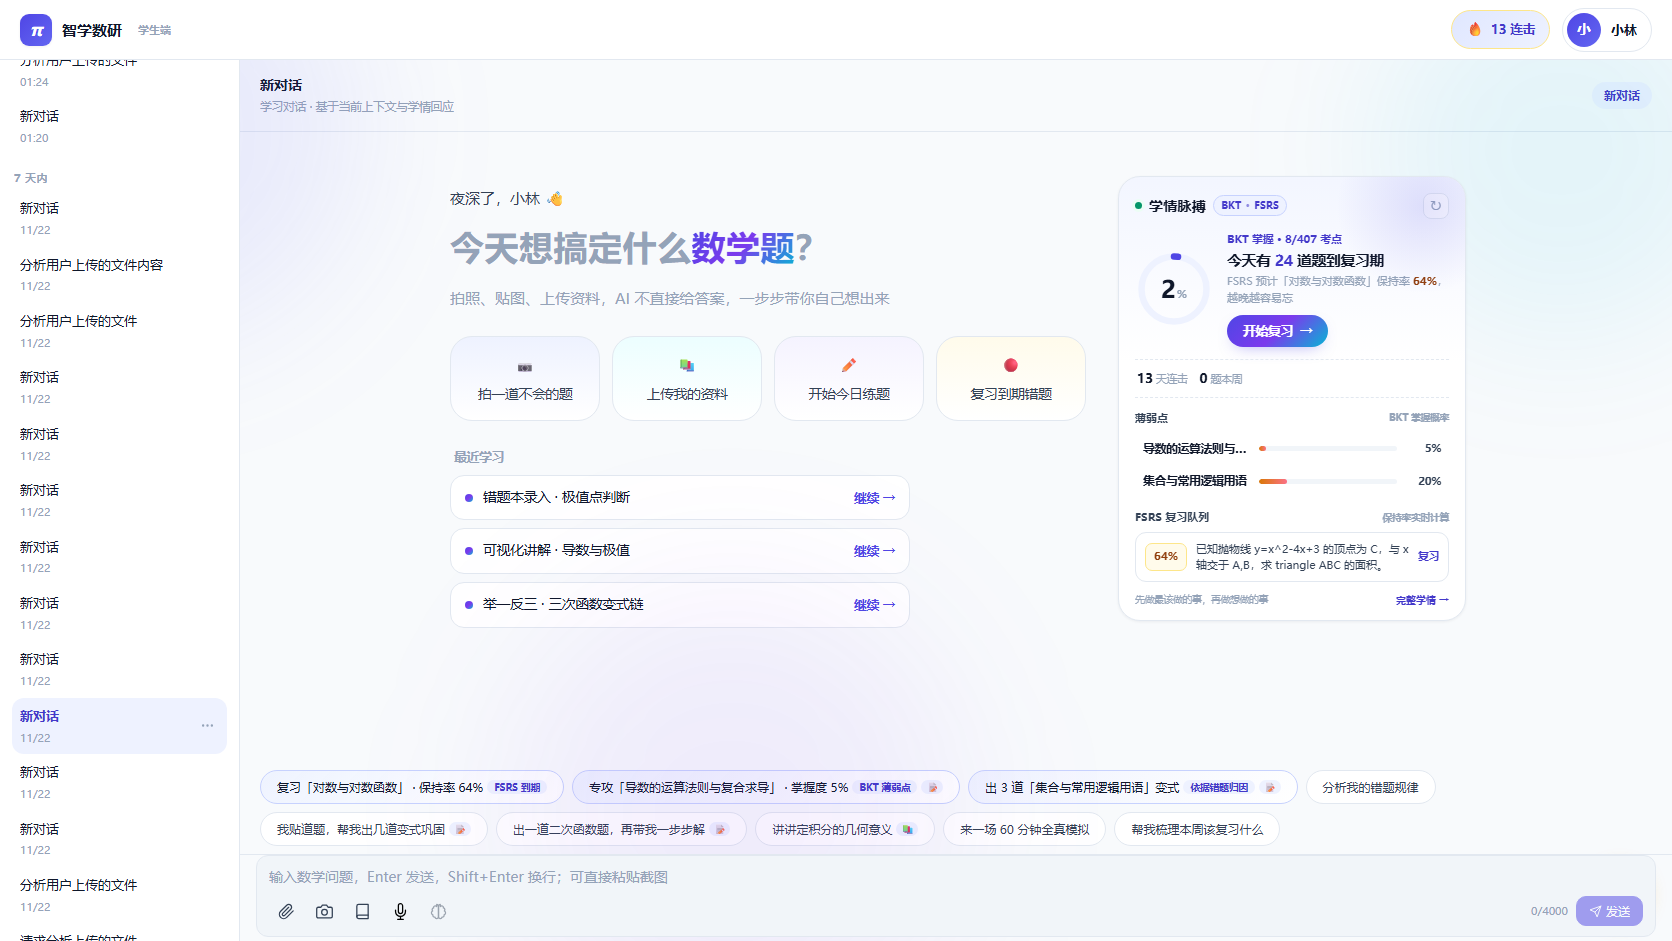 π 智学数研 学生端
13 连击
小 小林
分析用户上传的文件
01:24
新对话
01:20
7 天内
新对话
11/22
分析用户上传的文件内容
11/22
分析用户上传的文件
11/22
新对话
11/22
新对话
11/22
新对话
11/22
新对话
11/22
新对话
11/22
新对话
11/22
新对话
11/22
新对话
11/22
新对话
11/22
分析用户上传的文件
11/22
请求分析上传的文件
新对话
学习对话 · 基于当前上下文与学情回应
新对话
夜深了，小林
今天想搞定什么数学题?
拍照、贴图、上传资料，AI 不直接给答案，一步步带你自己想出来
拍一道不会的题
上传我的资料
开始今日练题
复习到期错题
最近学习
错题本录入 · 极值点判断 继续 →
可视化讲解 · 导数与极值 继续 →
举一反三 · 三次函数变式链 继续 →
学情脉搏 BKT • FSRS ↻
2%
BKT 掌握 • 8/407 考点
今天有 24 道题到复习期
FSRS 预计「对数与对数函数」保持率 64%，
越晚越容易忘
开始复习 →
13 天连击 0 题本周
薄弱点 BKT 掌握概率
导数的运算法则与... 5%
集合与常用逻辑用语 20%
FSRS 复习队列 保持率实时计算
64% 已知抛物线 y=x^2-4x+3 的顶点为 C，与 x
轴交于 A,B，求 triangle ABC 的面积。
复习
先做最该做的事，再做想做的事 完整学情 →
复习「对数与对数函数」 · 保持率 64% FSRS 到期
专攻「导数的运算法则与复合求导」 · 掌握度 5% BKT 薄弱点
出 3 道「集合与常用逻辑用语」变式 依据错题归因
分析我的错题规律
我贴道题，帮我出几道变式巩固
出一道二次函数题，再带我一步步解
讲讲定积分的几何意义
来一场 60 分钟全真模拟
帮我梳理本周该复习什么
输入数学问题，Enter 发送，Shift+Enter 换行；可直接粘贴截图
0/4000
发送